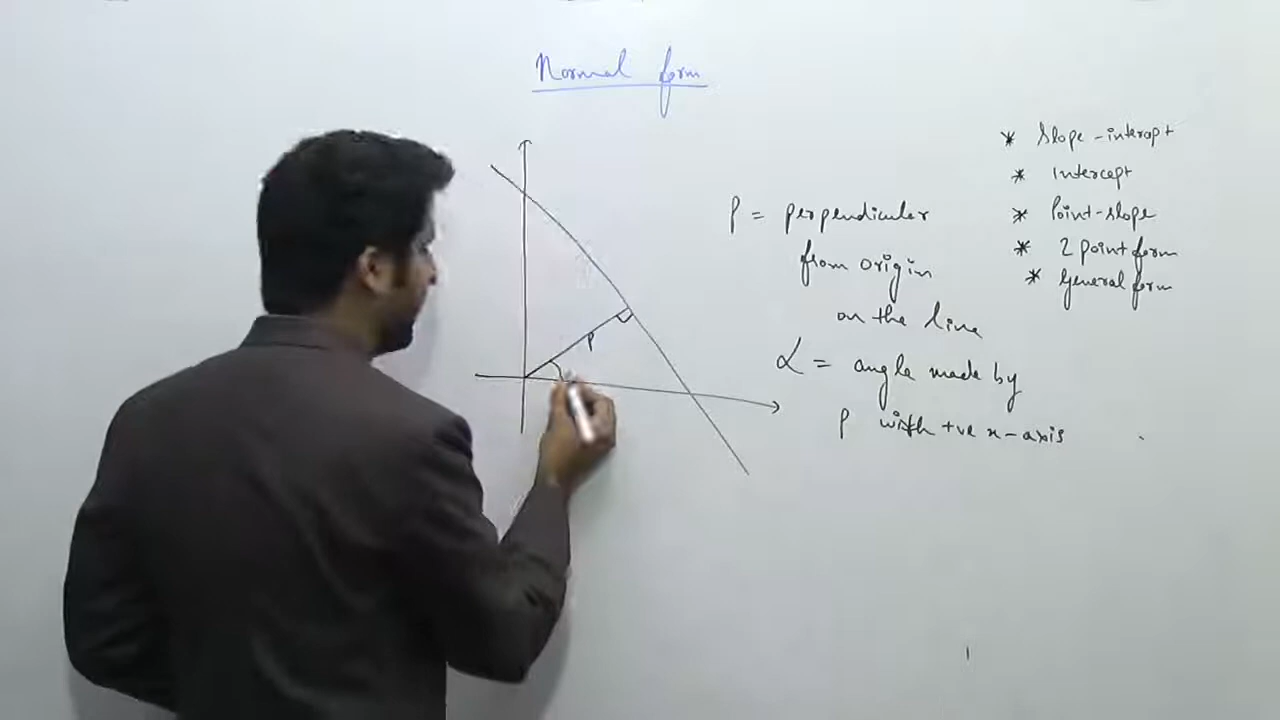 Normal form
P
P = perpendicular
from origin
on the line
α = angle made by
P with +ve x-axis
* Slope-intercept
* Intercept
* Point-slope
* 2 point form
* General form